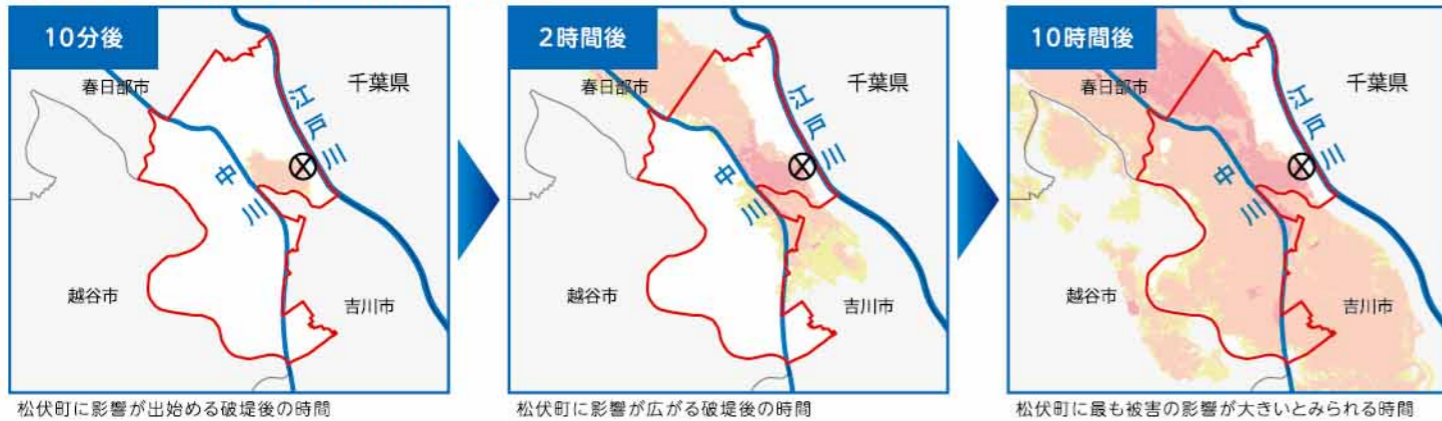 10分後
春日部市
千葉県
江戸川
中川
越谷市
吉川市
松伏町に影響が出始める破堤後の時間
2時間後
春日部市
千葉県
江戸川
中川
越谷市
吉川市
松伏町に影響が広がる破堤後の時間
10時間後
春日部市
千葉県
江戸川
中川
越谷市
吉川市
松伏町に最も被害の影響が大きいとみられる時間